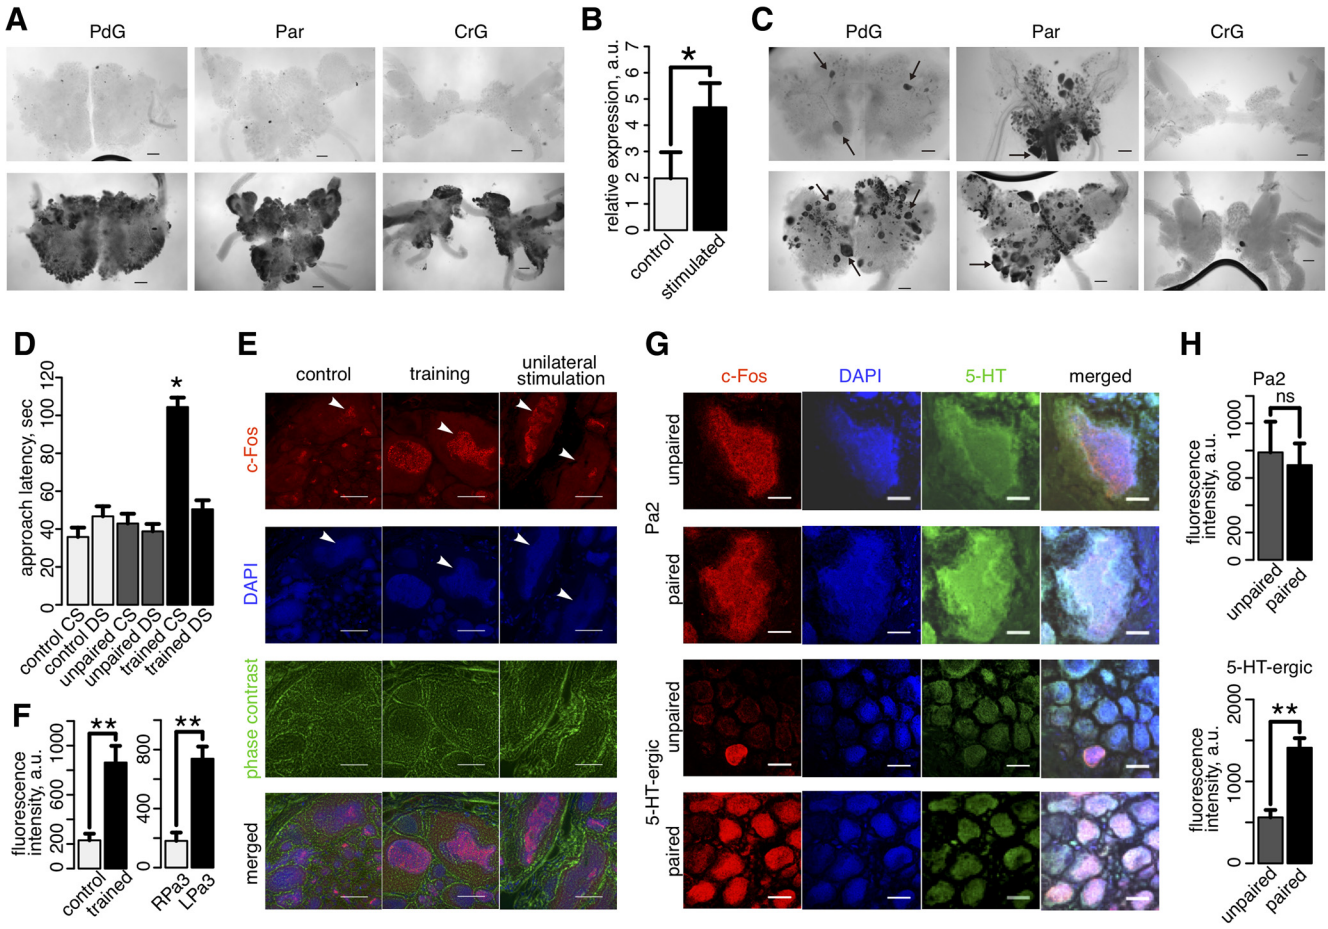 A
PdG
Par
CrG
B
relative expression, a.u.
7
6
5
4
3
2
1
0
*
control
stimulated
C
PdG
Par
CrG
D
approach latency, sec
120
100
80
60
40
20
0
*
control CS
control DS
unpaired CS
unpaired DS
trained CS
trained DS
E
control
training
unilateral
stimulation
c-Fos
DAPI
phase contrast
merged
F
fluorescence
intensity, a.u.
1000
600
200
0
**
control
trained
800
400
0
**
RPa3
LPa3
G
c-Fos
DAPI
5-HT
merged
Pa2
unpaired
paired
5-HT-ergic
unpaired
paired
H
Pa2
ns
fluorescence
intensity, a.u.
1000
600
200
0
unpaired
paired
5-HT-ergic
**
fluorescence
intensity, a.u.
2000
1000
0
unpaired
paired